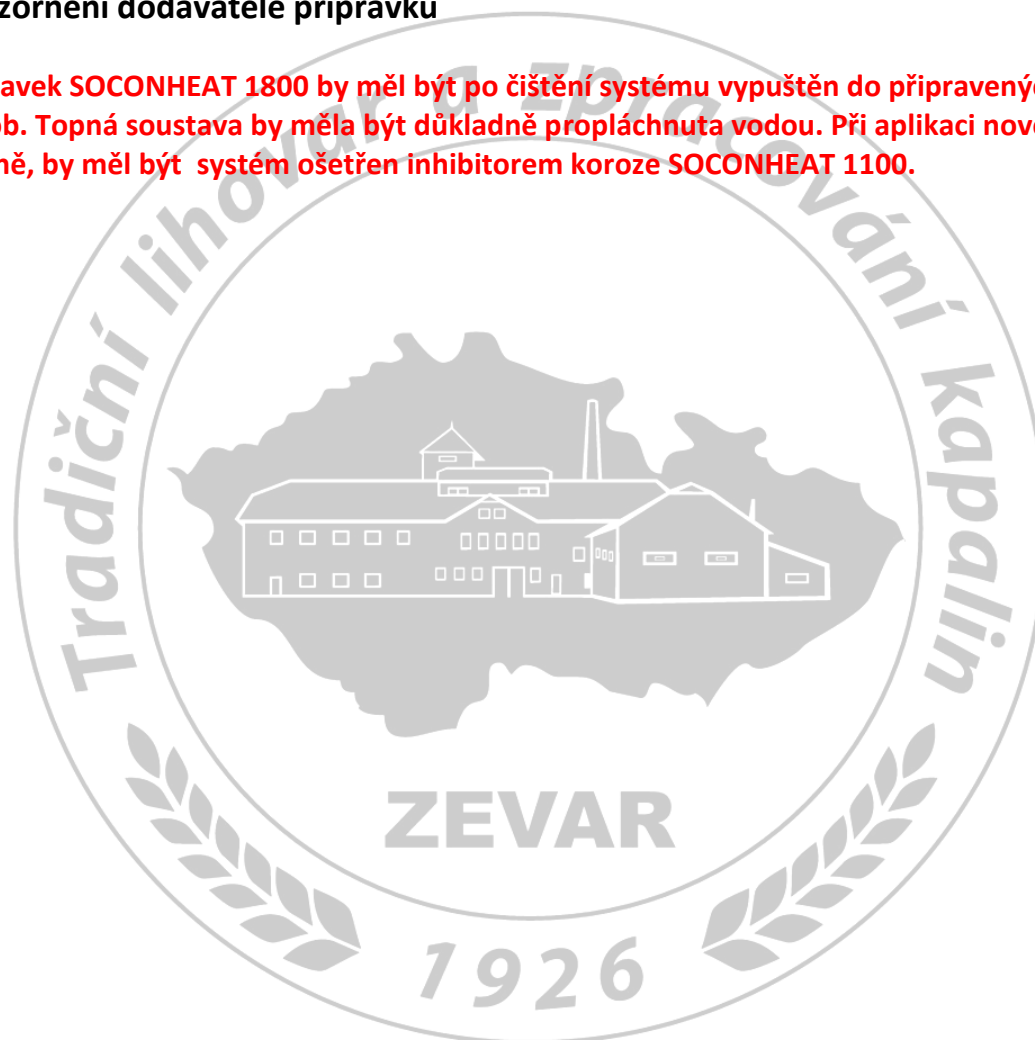 zornění dodavatele přípravku
avek SOCONHEAT 1800 by měl být po čištění systému vypuštěn do připravenýc
ob. Topná soustava by měla být důkladně propláchnuta vodou. Při aplikaci nové
ně, by měl být  systém ošetřen inhibitorem koroze SOCONHEAT 1100.
Tradiční lihovar a zpracování kapalin
ZEVAR
1926